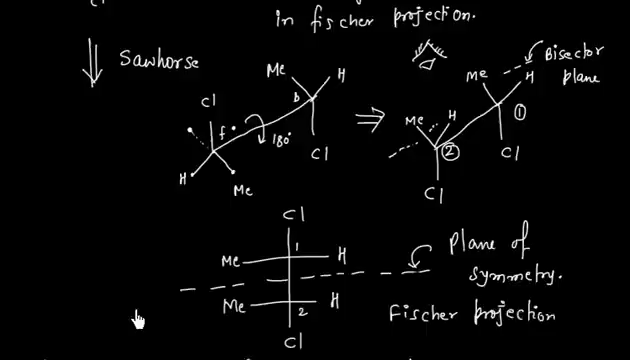 Cl
in fischer projection.
Sawhorse
Me H
Me H
Bisector
plane
Cl
b
f
180°
Cl
H
Me
①
Cl
Me H
②
Cl
Cl
Me 1 H
Me 2 H
Cl
plane of
symmetry.
Fischer projection